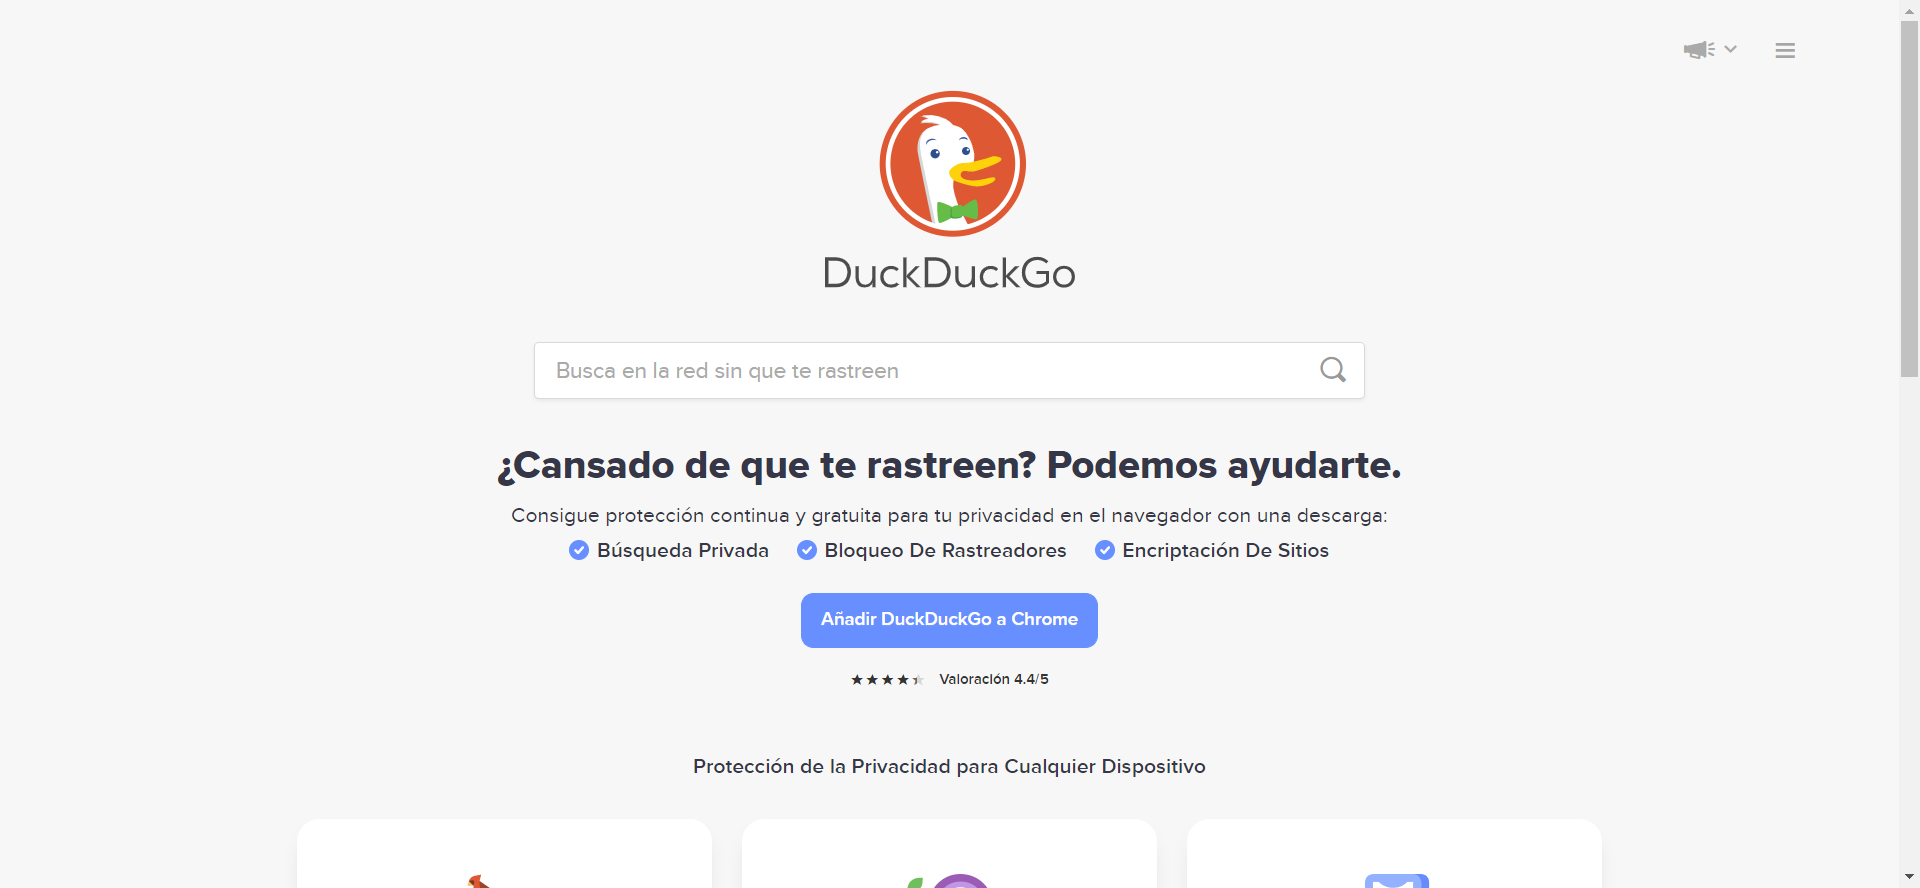 DuckDuckGo
Busca en la red sin que te rastreen
¿Cansado de que te rastreen? Podemos ayudarte.
Consigue protección continua y gratuita para tu privacidad en el navegador con una descarga:
Búsqueda Privada Bloqueo De Rastreadores Encriptación De Sitios
Añadir DuckDuckGo a Chrome
Valoración 4.4/5
Protección de la Privacidad para Cualquier Dispositivo